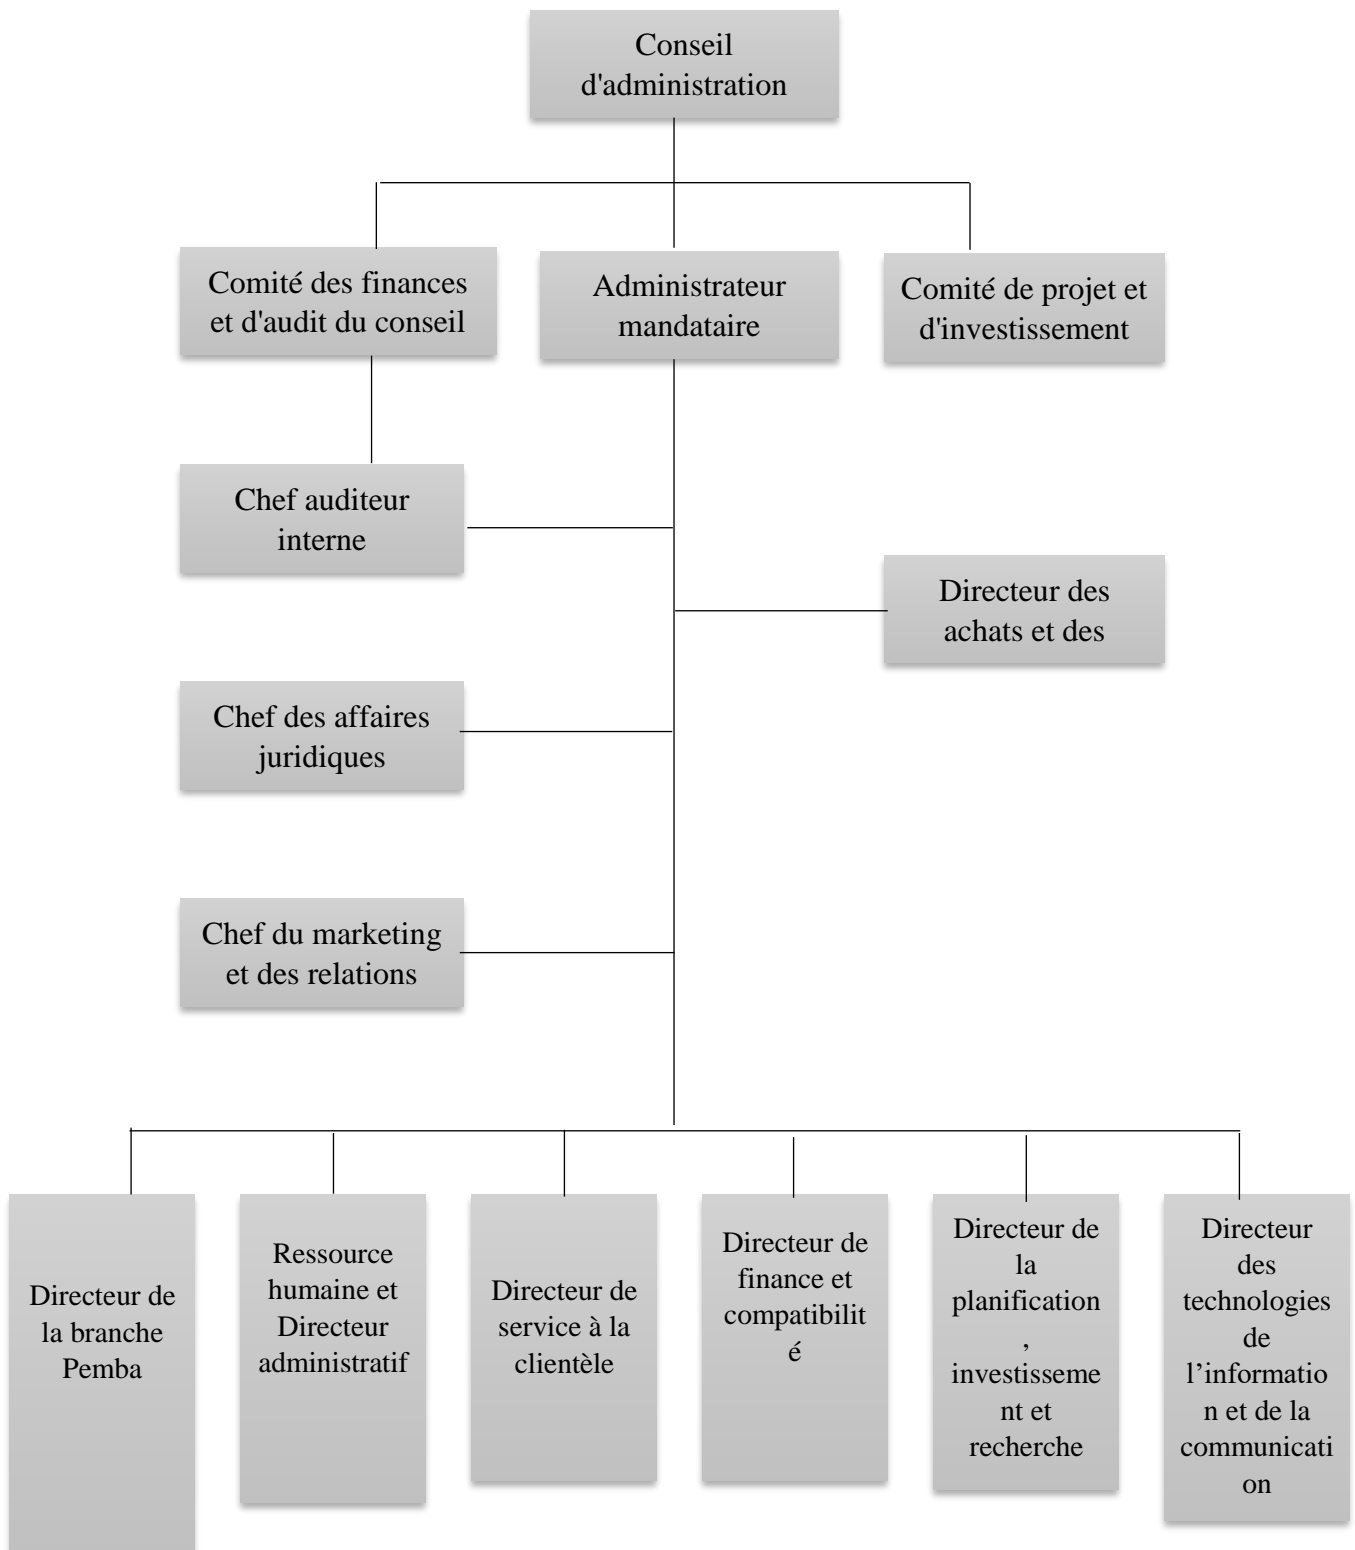 Conseil
d'administration
Comité des finances
et d'audit du conseil
Administrateur
mandataire
Comité de projet et
d'investissement
Chef auditeur
interne
Directeur des
achats et des
Chef des affaires
juridiques
Chef du marketing
et des relations
Directeur de
la branche
Pemba
Ressource
humaine et
Directeur
administratif
Directeur de
service à la
clientèle
Directeur de
finance et
compatibilit
é
Directeur de
la
planification
,
investisseme
nt et
recherche
Directeur
des
technologies
de
l’informatio
n et de la
communicati
on